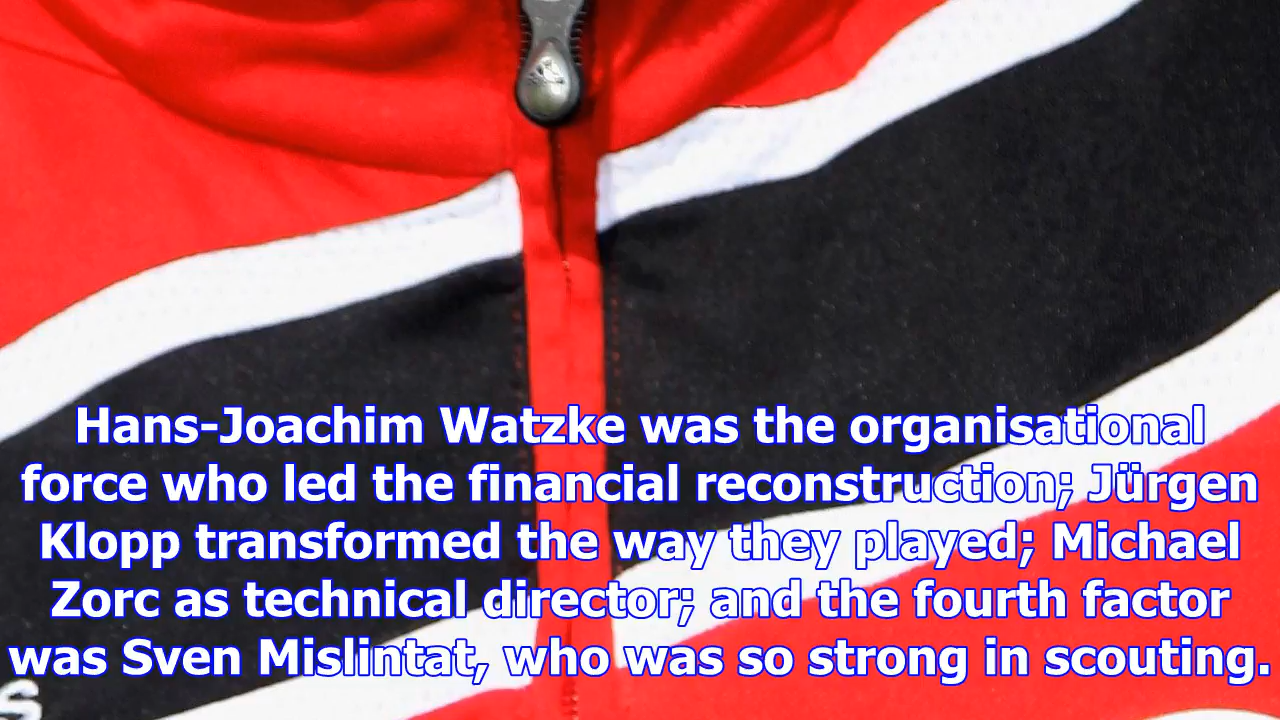 Hans-Joachim Watzke was the organisational
force who led the financial reconstruction; Jürgen
Klopp transformed the way they played; Michael
Zorc as technical director; and the fourth factor
was Sven Mislintat, who was so strong in scouting.
s